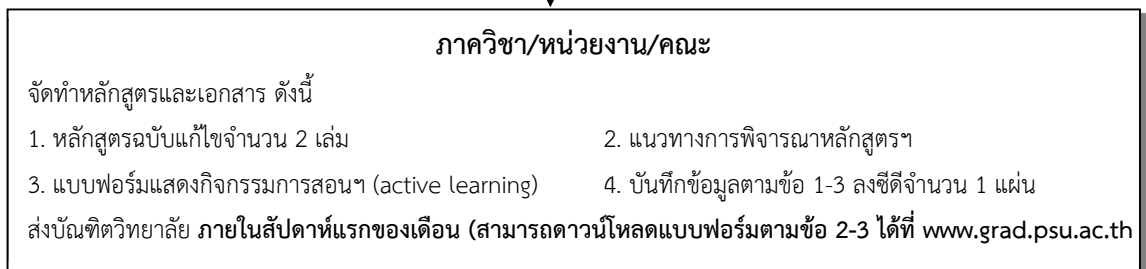 ภาควิชา/หน่วยงาน/คณะ
จัดทำหลักสูตรและเอกสาร ดังนี้
1. หลักสูตรฉบับแก้ไขจำนวน 2 เล่ม 2. แนวทางการพิจารณาหลักสูตรฯ
3. แบบฟอร์มแสดงกิจกรรมการสอนฯ (active learning) 4. บันทึกข้อมูลตามข้อ 1-3 ลงซีดีจำนวน 1 แผ่น
ส่งบัณฑิตวิทยาลัย ภายในสัปดาห์แรกของเดือน (สามารถดาวน์โหลดแบบฟอร์มตามข้อ 2-3 ได้ที่ www.grad.psu.ac.th